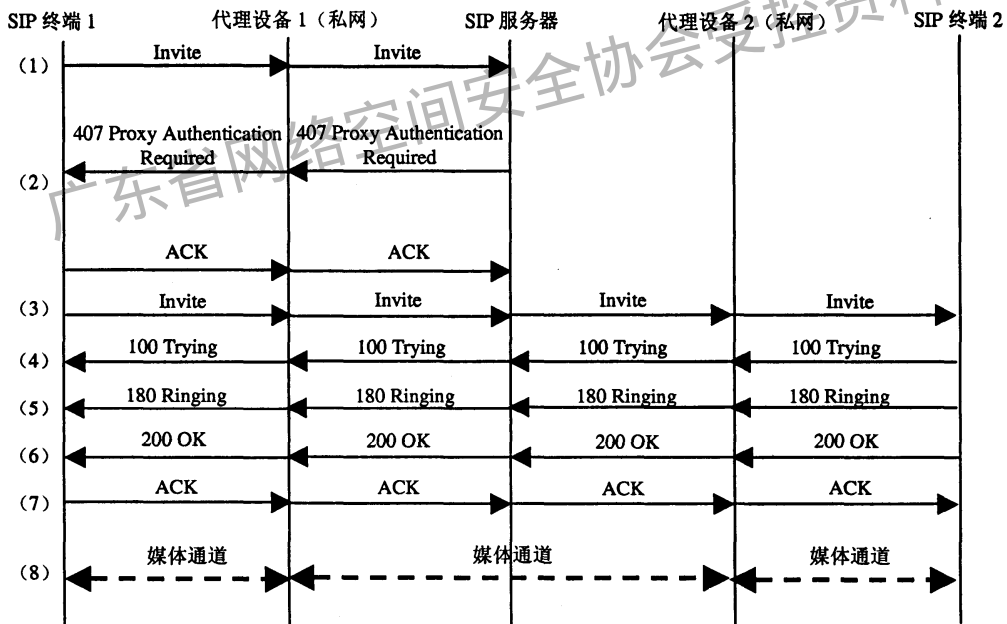 SIP 终端 1 代理设备 1（私网） SIP 服务器 代理设备 2（私网） SIP 终端 2
（1） Invite Invite
407 Proxy Authentication Required 407 Proxy Authentication Required
（2）
ACK ACK
（3） Invite Invite Invite Invite
（4） 100 Trying 100 Trying 100 Trying 100 Trying
（5） 180 Ringing 180 Ringing 180 Ringing 180 Ringing
（6） 200 OK 200 OK 200 OK 200 OK
（7） ACK ACK ACK ACK
（8） 媒体通道 媒体通道 媒体通道
广东省网络空间安全协会受控资料